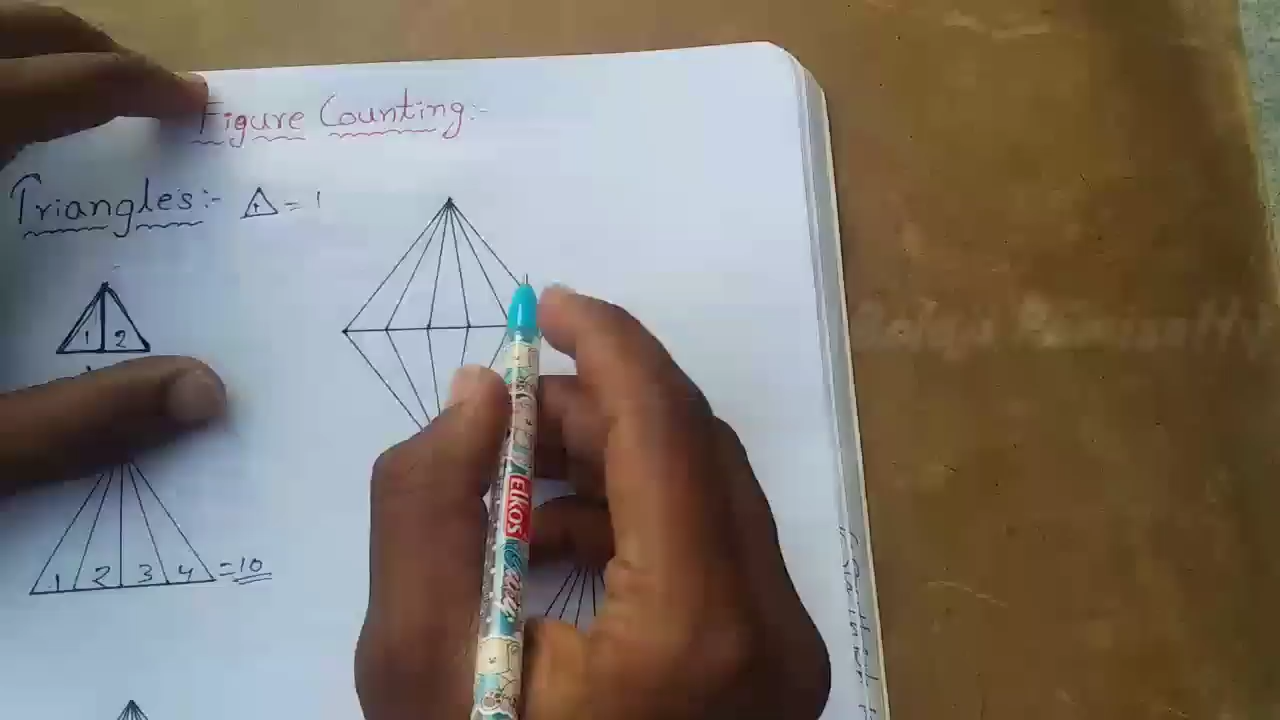 Figure Counting:-
Triangles:- △ = 1
1 2
1 2 3 4 = 10
ELKOS